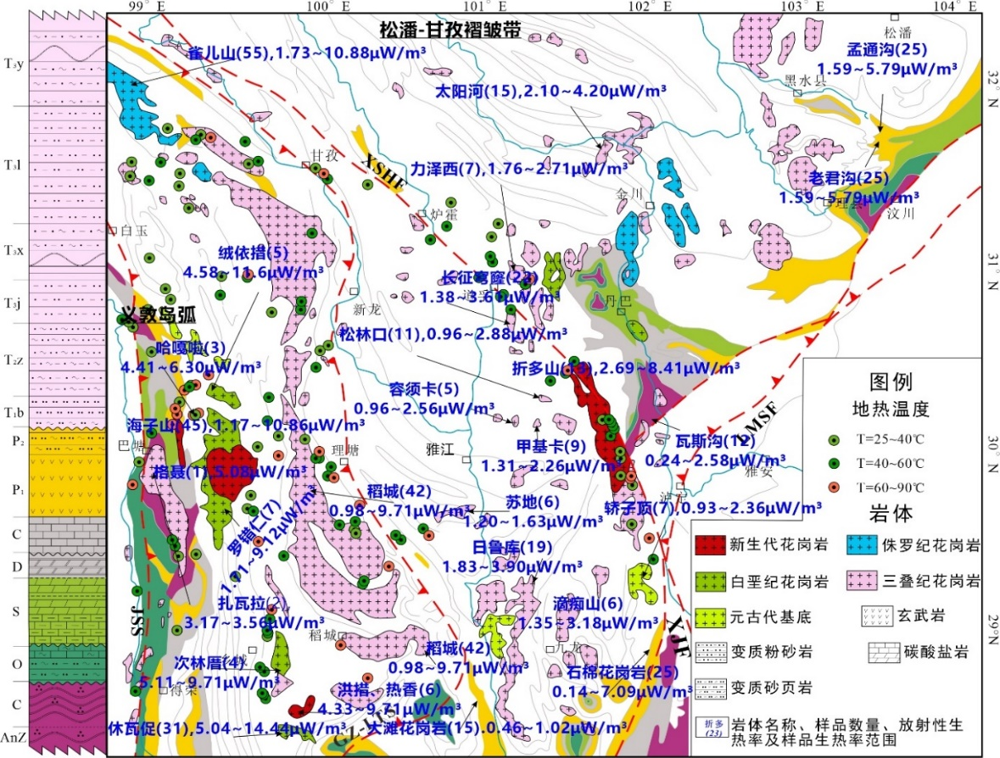 99° E
100° E
101° E
102° E
103° E
104° E
32° N
31° N
30° N
29°N
T₃y
T₃l
T₃x
T₃j
T₂z
T₁b
P₂
P₁
C
D
S
O
C
AnZ
松潘-甘孜褶皱带
雀儿山(55),1.73~10.88μW/m³
太阳河(15),2.10~4.20μW/m³
松潘
孟通沟(25)
1.59~5.79μW/m³
黑水县
甘孜
XSHF
力泽西(7),1.76~2.71μW/m³
老君沟(25)
1.59~5.79μW/m³
理县
汶川
金川
炉霍
白玉
绒依措(5)
4.58~11.6μW/m³
长征穹窿(23)
1.38~3.61μW/m³
新龙
丹巴
义敦岛弧
松林口(11),0.96~2.88μW/m³
哈嘎啦(3)
4.41~6.30μW/m³
折多山(13),2.69~8.41μW/m³
容须卡(5)
0.96~2.56μW/m³
海子山(45),1.17~10.86μW/m³
巴塘
理塘
雅江
甲基卡(9)
1.31~2.26μW/m³
瓦斯沟(12)
0.24~2.58μW/m³
LMSF
雅安
格聂(1),5.08μW/m³
稻城(42)
0.98~9.71μW/m³
苏地(6)
1.20~1.63μW/m³
轿子顶(7),0.93~2.36μW/m³
罗错仁(7)
日鲁库(19)
1.83~3.90μW/m³
扎瓦拉(
3.17~3.56μW/m³
滴痴山(6)
1.35~3.18μW/m³
JSS
XJF
稻城
九龙
稻城(42)
0.98~9.71μW/m³
次林厝(4)
5.11~9.71μW/m³
石棉花岗岩(25)
0.14~7.09μW/m³
得荣
洪措、热香(6)
4.33~9.71μW/m³
休瓦促(31),5.04~14.44μW/m³
大滩花岗岩(15).0.46~1.02μW/m³
图例
地热温度
T=25~40℃
T=40~60℃
T=60~90℃
岩体
新生代花岗岩
侏罗纪花岗岩
白垩纪花岗岩
三叠纪花岗岩
元古代基底
玄武岩
变质粉砂岩
碳酸盐岩
变质砂页岩
折多
(23)
岩体名称、样品数量、放射性生
热率及样品生热率范围